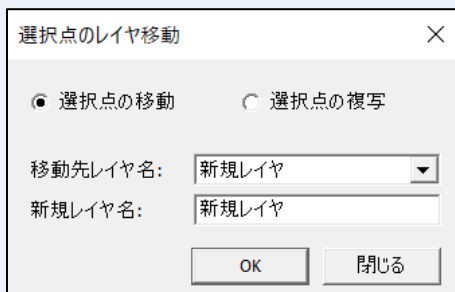 選択点のレイヤ移動
選択点の移動 選択点の複写
移動先レイヤ名: 新規レイヤ
新規レイヤ名: 新規レイヤ
OK 閉じる